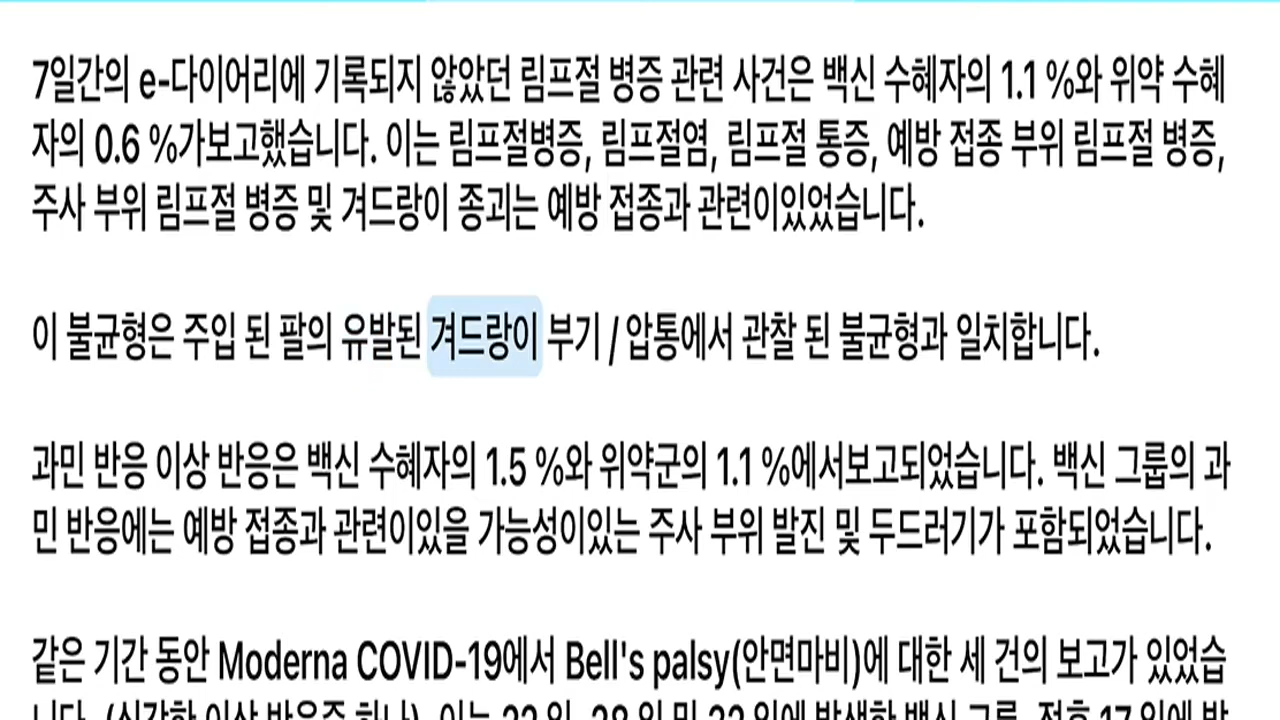 7일간의 e-다이어리에 기록되지 않았던 림프절 병증 관련 사건은 백신 수혜자의 1.1 %와 위약 수혜
자의 0.6 %가보고했습니다. 이는 림프절병증, 림프절염, 림프절 통증, 예방 접종 부위 림프절 병증,
주사 부위 림프절 병증 및 겨드랑이 종괴는 예방 접종과 관련이있었습니다.
이 불균형은 주입 된 팔의 유발된 겨드랑이 부기 / 압통에서 관찰 된 불균형과 일치합니다.
과민 반응 이상 반응은 백신 수혜자의 1.5 %와 위약군의 1.1 %에서보고되었습니다. 백신 그룹의 과
민 반응에는 예방 접종과 관련이있을 가능성이있는 주사 부위 발진 및 두드러기가 포함되었습니다.
같은 기간 동안 Moderna COVID-19에서 Bell's palsy(안면마비)에 대한 세 건의 보고가 있었습